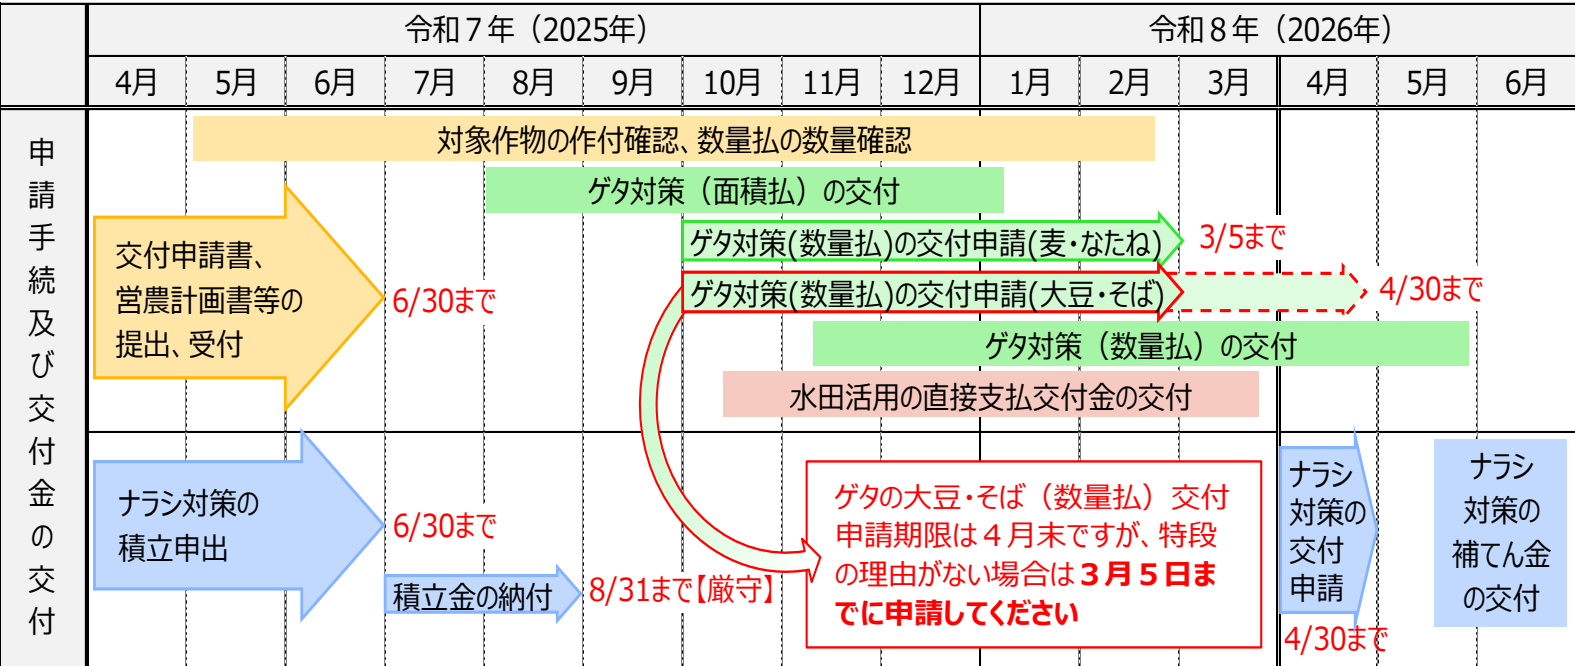 令和７年（2025年）
令和８年（2026年）
4月 5月 6月 7月 8月 9月 10月 11月 12月 1月 2月 3月 4月 5月 6月
申請手続及び交付金の交付
対象作物の作付確認、数量払の数量確認
ゲタ対策（面積払）の交付
交付申請書、
営農計画書等の
提出、受付
6/30まで
ゲタ対策(数量払)の交付申請(麦・なたね)
3/5まで
ゲタ対策(数量払)の交付申請(大豆・そば)
4/30まで
ゲタ対策（数量払）の交付
水田活用の直接支払交付金の交付
ナラシ対策の
積立申出
6/30まで
積立金の納付
8/31まで【厳守】
ゲタの大豆・そば（数量払）交付
申請期限は４月末ですが、特段
の理由がない場合は３月５日ま
でに申請してください
ナラシ
対策の
交付
申請
4/30まで
ナラシ
対策の
補てん金
の交付